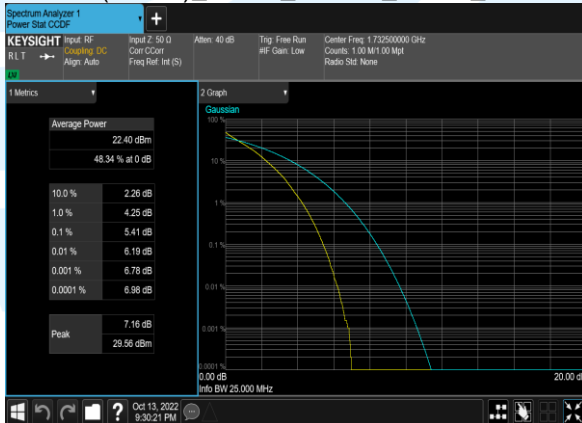 Spectrum Analyzer 1
Power Stat CCDF
+
KEYSIGHT
RLT
Input: RF
Coupling: DC
Align: Auto
Input Z: 50 Ω
Corr CCorr
Freq Ref: Int (S)
Atten: 40 dB
Trig: Free Run
#IF Gain: Low
Center Freq: 1.732500000 GHz
Counts: 1.00 M/1.00 Mpt
Radio Std: None
1 Metrics
Average Power
22.40 dBm
48.34 % at 0 dB
10.0 % 2.26 dB
1.0 % 4.25 dB
0.1 % 5.41 dB
0.01 % 6.19 dB
0.001 % 6.78 dB
0.0001 % 6.98 dB
Peak
7.16 dB
29.56 dBm
2 Graph
Gaussian
100 %
10 %
1 %
0.1 %
0.01 %
0.001 %
0.0001 %
0.00 dB
20.00 d
Info BW 25.000 MHz
?
Oct 13, 2022
9:30:21 PM